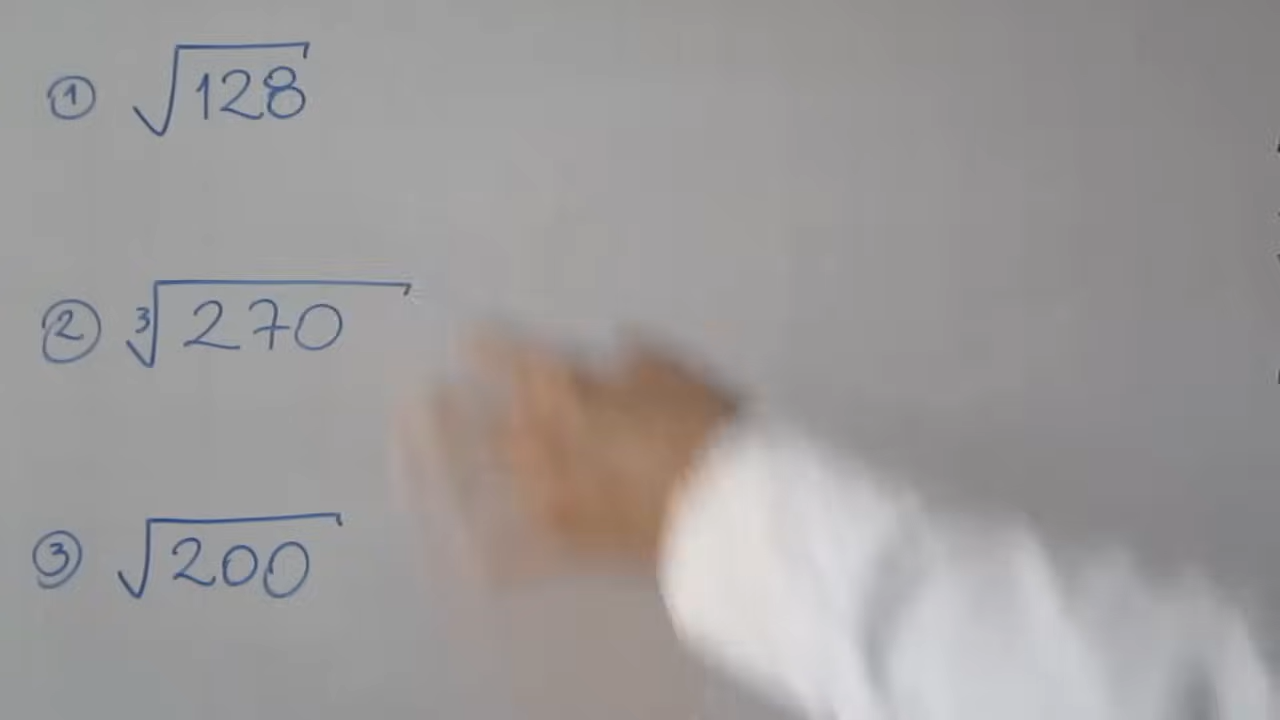 ① √128
② ∛270
③ √200